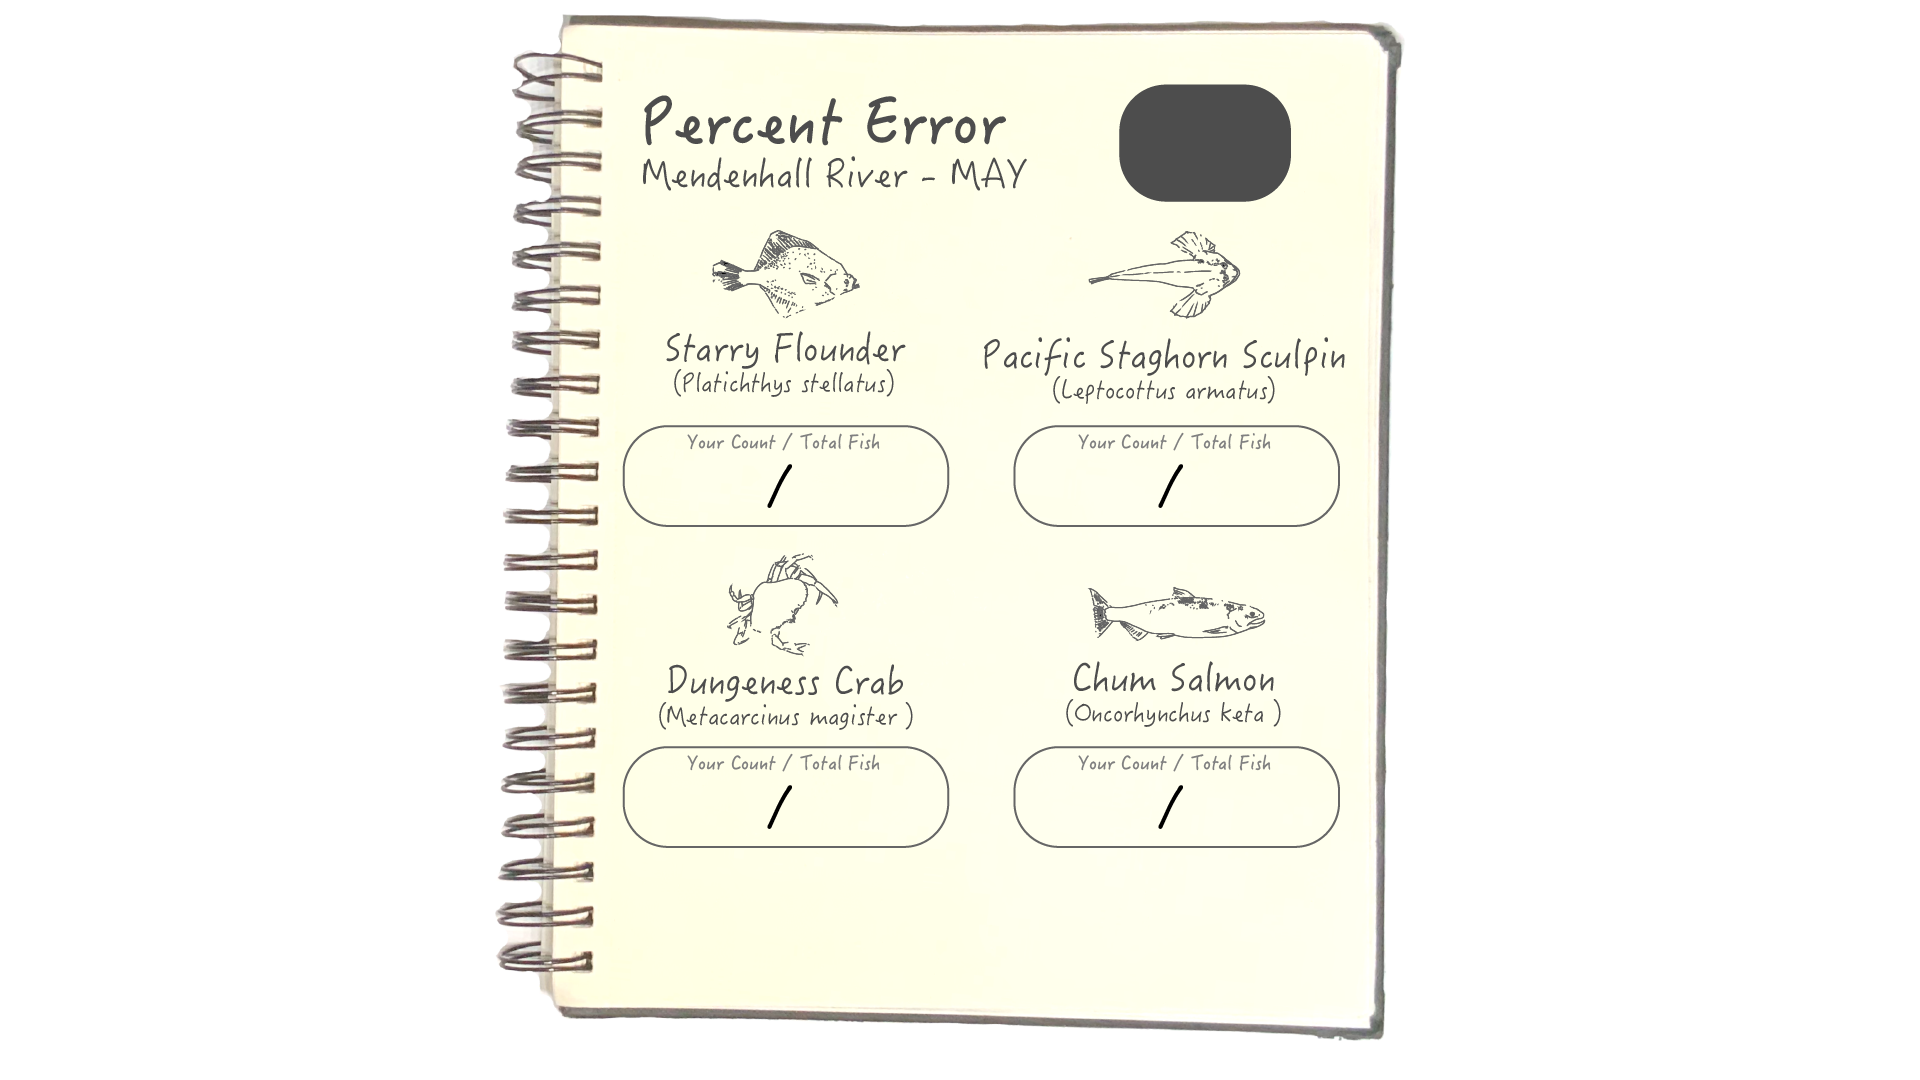 Percent Error
Mendenhall River - MAY
Starry Flounder
(Platichthys stellatus)
Pacific Staghorn Sculpin
(Leptocottus armatus)
Your Count / Total Fish
/
Your Count / Total Fish
/
Dungeness Crab
(Metacarcinus magister )
Chum Salmon
(Oncorhynchus keta )
Your Count / Total Fish
/
Your Count / Total Fish
/